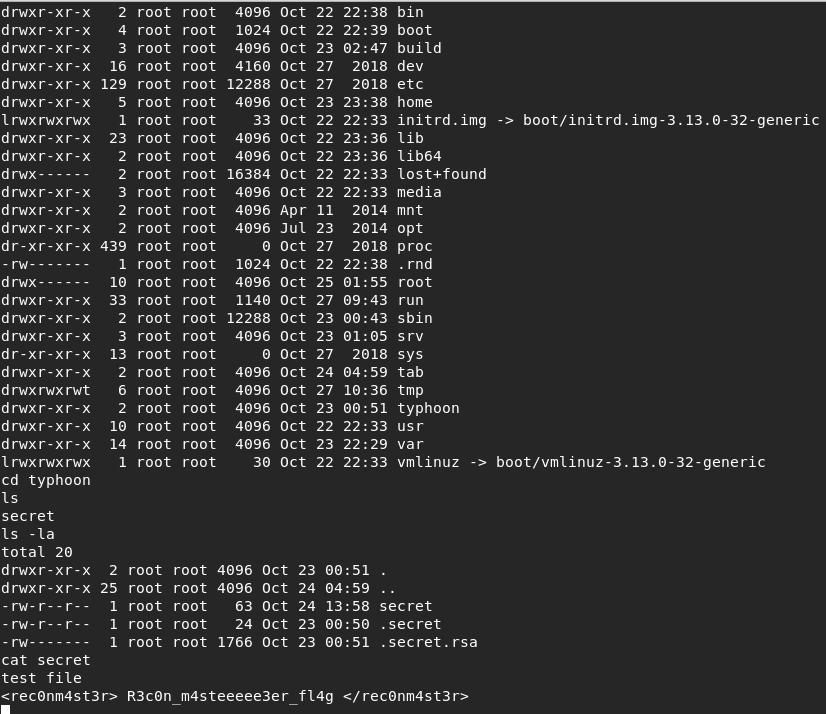 drwxr-xr-x   2 root root  4096 Oct 22 22:38 bin
drwxr-xr-x   4 root root  1024 Oct 22 22:39 boot
drwxr-xr-x   3 root root  4096 Oct 23 02:47 build
drwxr-xr-x  16 root root  4160 Oct 27  2018 dev
drwxr-xr-x 129 root root 12288 Oct 27  2018 etc
drwxr-xr-x   5 root root  4096 Oct 23 23:38 home
lrwxrwxrwx   1 root root    33 Oct 22 22:33 initrd.img -> boot/initrd.img-3.13.0-32-generic
drwxr-xr-x  23 root root  4096 Oct 22 23:36 lib
drwxr-xr-x   2 root root  4096 Oct 22 23:36 lib64
drwx------   2 root root 16384 Oct 22 22:33 lost+found
drwxr-xr-x   3 root root  4096 Oct 22 22:33 media
drwxr-xr-x   2 root root  4096 Apr 11  2014 mnt
drwxr-xr-x   2 root root  4096 Jul 23  2014 opt
dr-xr-xr-x 439 root root     0 Oct 27  2018 proc
-rw-------   1 root root  1024 Oct 22 22:38 .rnd
drwx------  10 root root  4096 Oct 25 01:55 root
drwxr-xr-x  33 root root  1140 Oct 27 09:43 run
drwxr-xr-x   2 root root 12288 Oct 23 00:43 sbin
drwxr-xr-x   3 root root  4096 Oct 23 01:05 srv
dr-xr-xr-x  13 root root     0 Oct 27  2018 sys
drwxr-xr-x   2 root root  4096 Oct 24 04:59 tab
drwxrwxrwt   6 root root  4096 Oct 27 10:36 tmp
drwxr-xr-x   2 root root  4096 Oct 23 00:51 typhoon
drwxr-xr-x  10 root root  4096 Oct 22 22:33 usr
drwxr-xr-x  14 root root  4096 Oct 23 22:29 var
lrwxrwxrwx   1 root root    30 Oct 22 22:33 vmlinuz -> boot/vmlinuz-3.13.0-32-generic
cd typhoon
ls
secret
ls -la
total 20
drwxr-xr-x  2 root root 4096 Oct 23 00:51 .
drwxr-xr-x 25 root root 4096 Oct 24 04:59 ..
-rw-r--r--  1 root root   63 Oct 24 13:58 secret
-rw-r--r--  1 root root   24 Oct 23 00:50 .secret
-rw-------  1 root root 1766 Oct 23 00:51 .secret.rsa
cat secret
test file
<rec0nm4st3r> R3c0n_m4steeeee3er_fl4g </rec0nm4st3r>